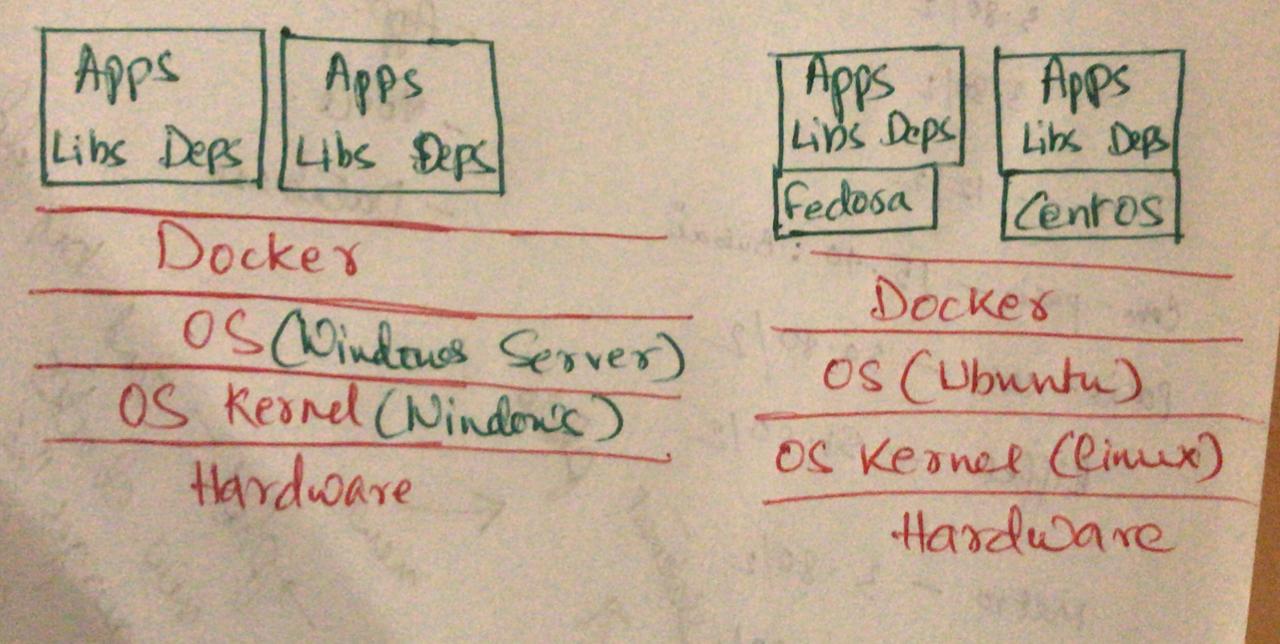 Apps
Libs Deps
Apps
Libs Deps
Docker
OS (Windows Server)
OS Kernel (Windows)
Hardware
Apps
Libs Deps
Fedora
Apps
Libs Deps
CentOS
Docker
OS (Ubuntu)
OS Kernel (Linux)
Hardware